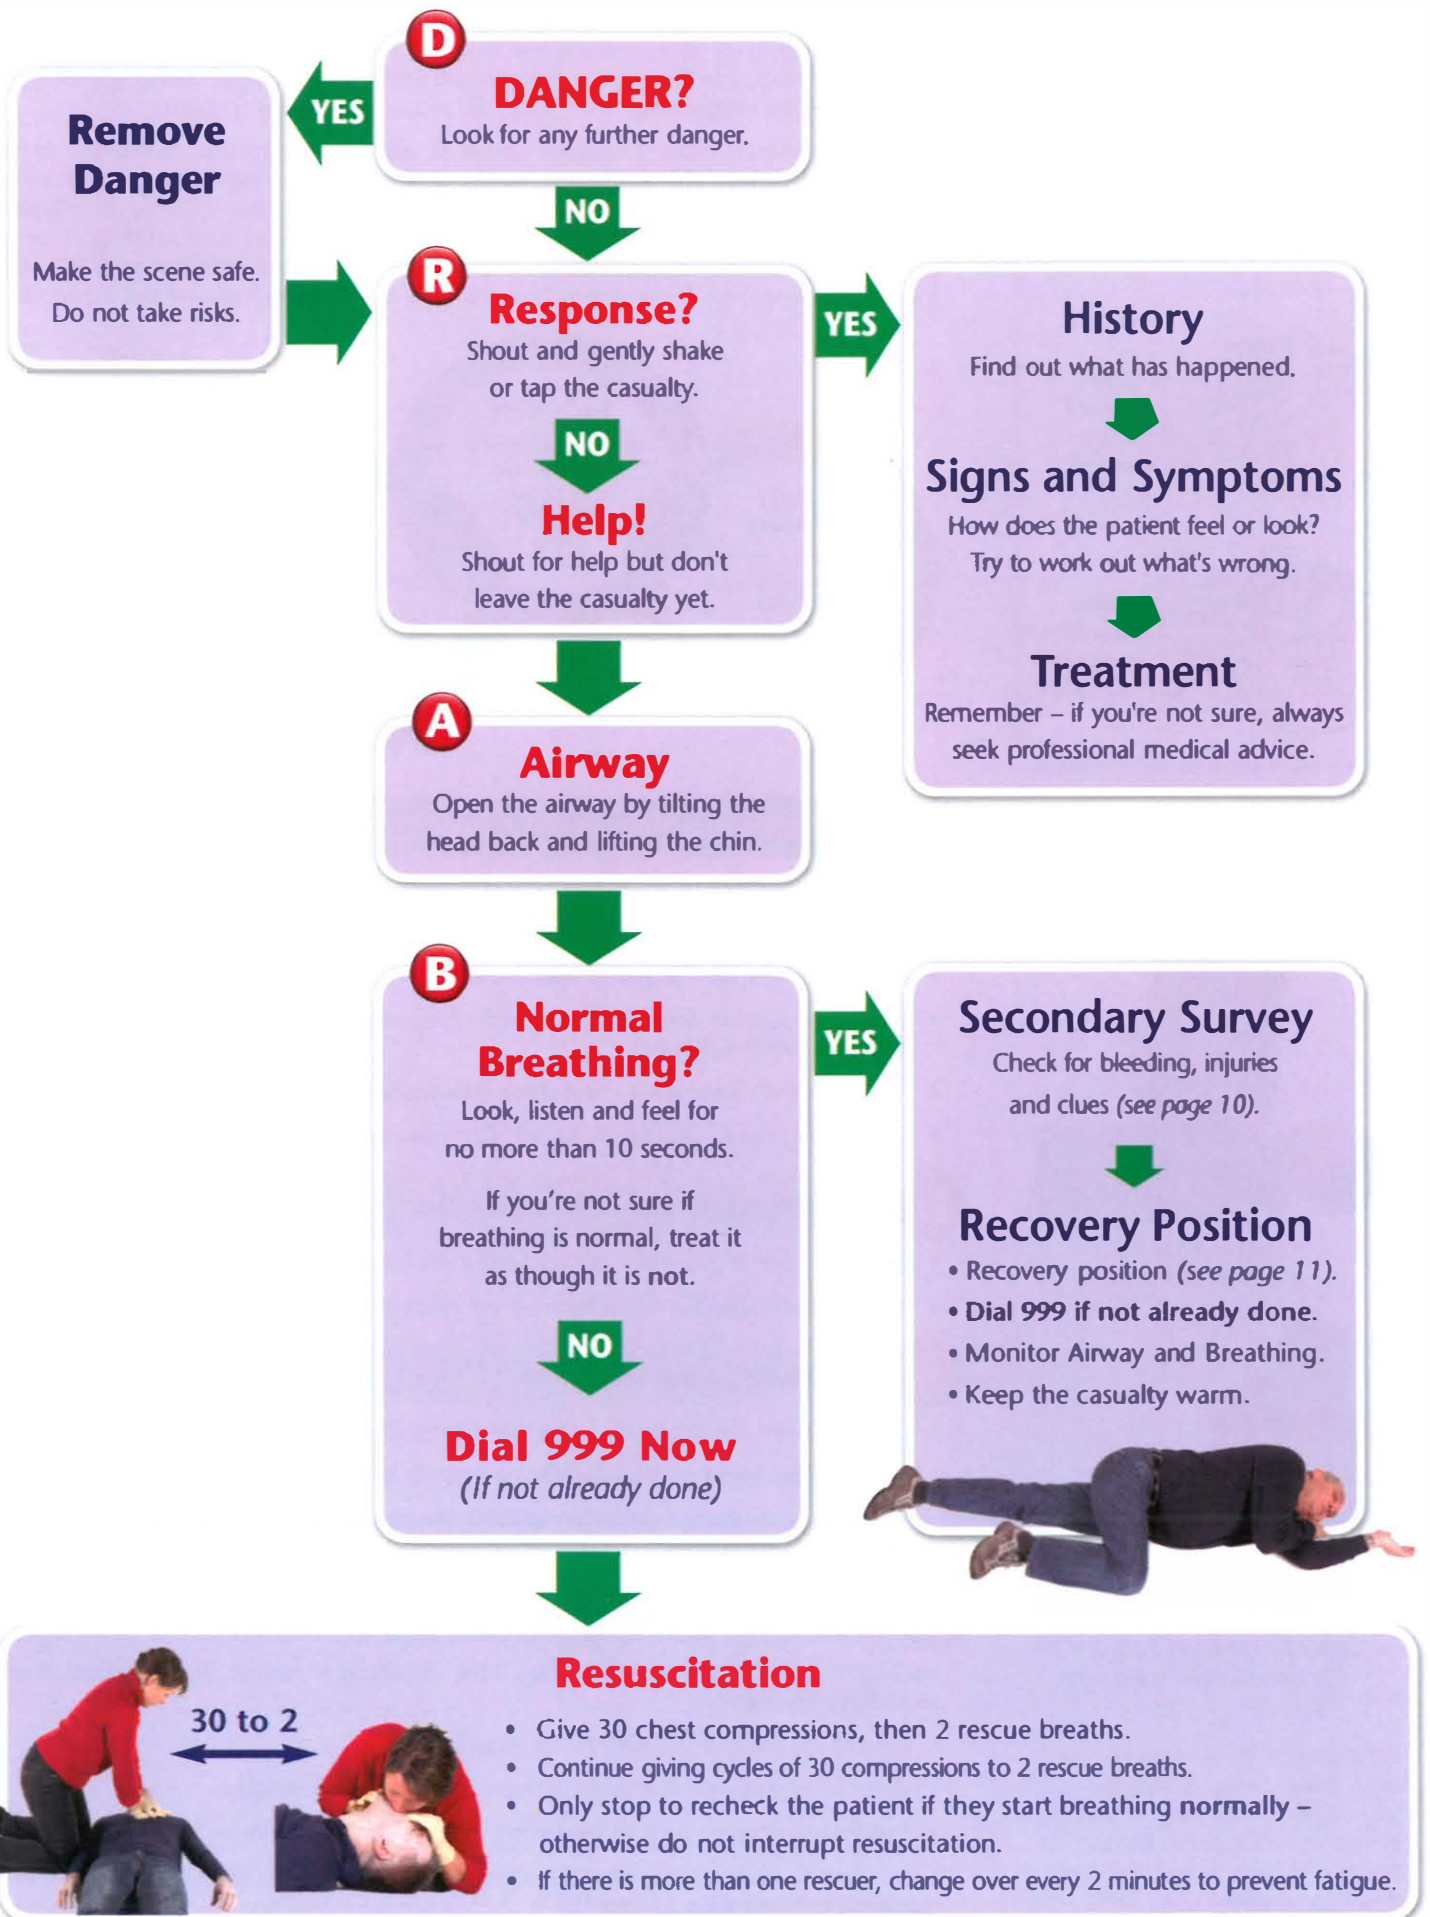 D
DANGER?
Look for any further danger.
YES
Remove
Danger
Make the scene safe.
Do not take risks.
NO
R
Response?
Shout and gently shake
or tap the casualty.
NO
Help!
Shout for help but don't
leave the casualty yet.
YES
History
Find out what has happened.
Signs and Symptoms
How does the patient feel or look?
Try to work out what's wrong.
Treatment
Remember – if you're not sure, always
seek professional medical advice.
A
Airway
Open the airway by tilting the
head back and lifting the chin.
B
Normal
Breathing?
Look, listen and feel for
no more than 10 seconds.
If you're not sure if
breathing is normal, treat it
as though it is not.
NO
Dial 999 Now
(If not already done)
YES
Secondary Survey
Check for bleeding, injuries
and clues (see page 10).
Recovery Position
• Recovery position (see page 11).
• Dial 999 if not already done.
• Monitor Airway and Breathing.
• Keep the casualty warm.
Resuscitation
30 to 2
• Give 30 chest compressions, then 2 rescue breaths.
• Continue giving cycles of 30 compressions to 2 rescue breaths.
• Only stop to recheck the patient if they start breathing normally –
otherwise do not interrupt resuscitation.
• If there is more than one rescuer, change over every 2 minutes to prevent fatigue.